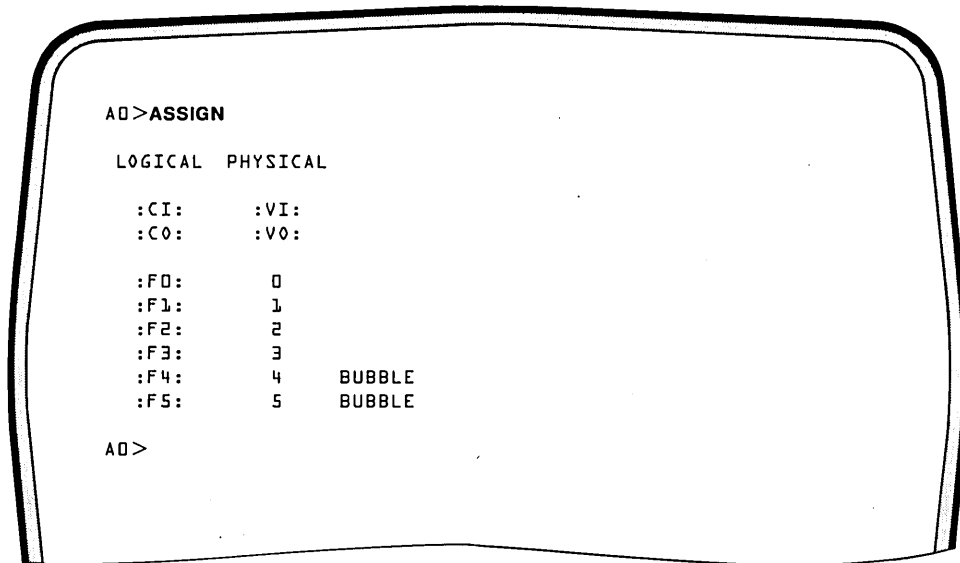 A0>ASSIGN
LOGICAL PHYSICAL
:CI: :VI:
:CO: :VO:
:F0: 0
:F1: 1
:F2: 2
:F3: 3
:F4: 4 BUBBLE
:F5: 5 BUBBLE
A0>